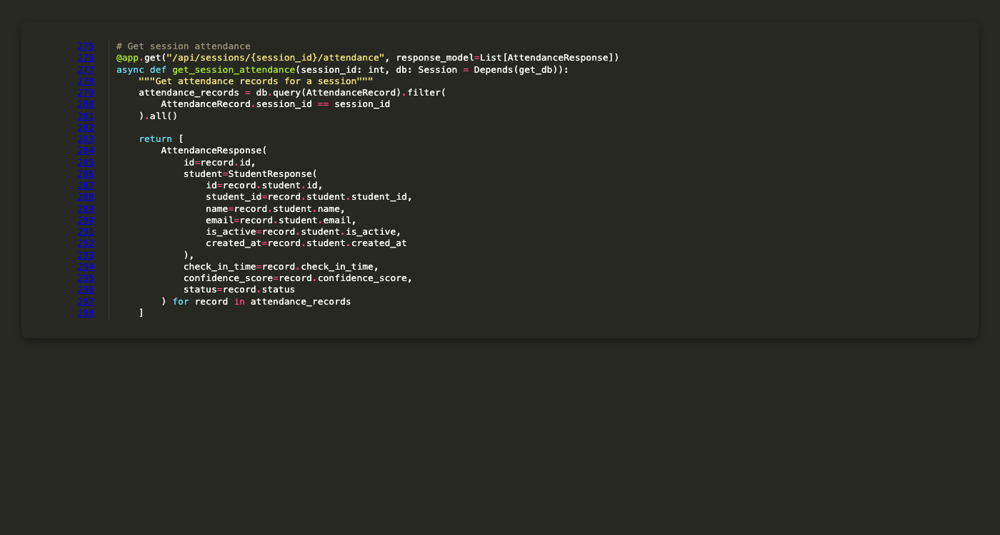 275 # Get session attendance
276 @app.get("/api/sessions/{session_id}/attendance", response_model=List[AttendanceResponse])
277 async def get_session_attendance(session_id: int, db: Session = Depends(get_db)):
278     """Get attendance records for a session"""
279     attendance_records = db.query(AttendanceRecord).filter(
280         AttendanceRecord.session_id == session_id
281     ).all()
282
283     return [
284         AttendanceResponse(
285             id=record.id,
286             student=StudentResponse(
287                 id=record.student.id,
288                 student_id=record.student.student_id,
289                 name=record.student.name,
290                 email=record.student.email,
291                 is_active=record.student.is_active,
292                 created_at=record.student.created_at
293             ),
294             check_in_time=record.check_in_time,
295             confidence_score=record.confidence_score,
296             status=record.status
297         ) for record in attendance_records
298     ]